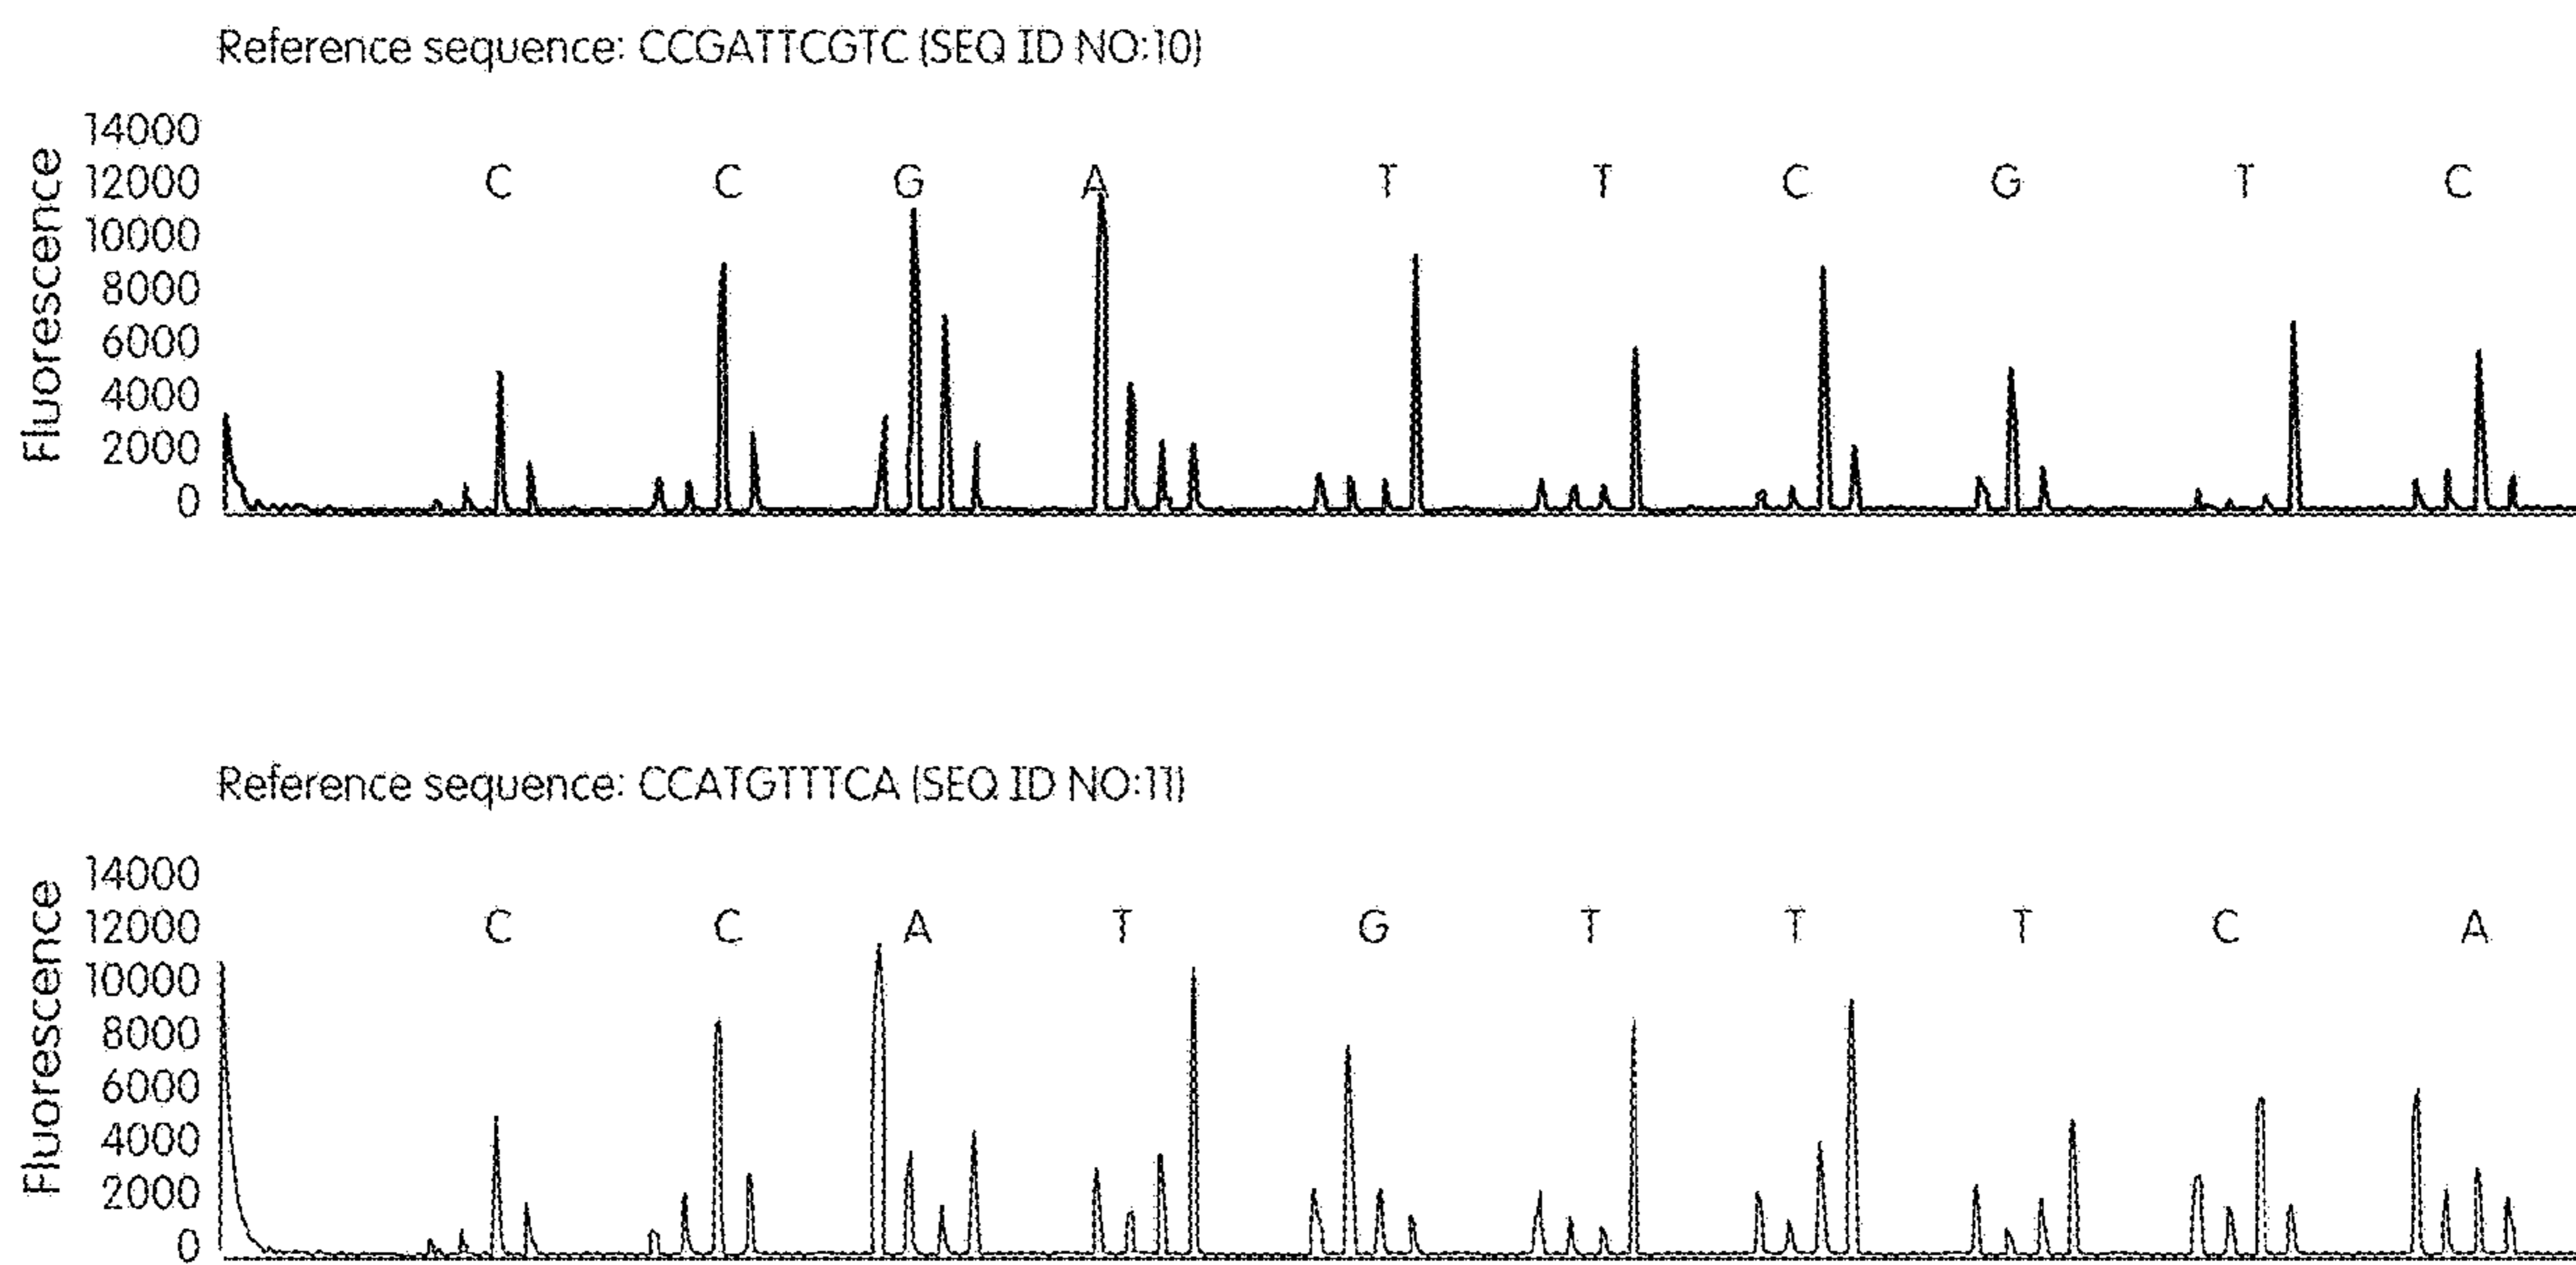 Reference sequence: CCGATTCGTC (SEQ ID NO:10)
Fluorescence
14000
12000
10000
8000
6000
4000
2000
0
C C G A T T C G T C
Reference sequence: CCATGTTTCA (SEQ ID NO:11)
Fluorescence
14000
12000
10000
8000
6000
4000
2000
0
C C A T G T T T C A